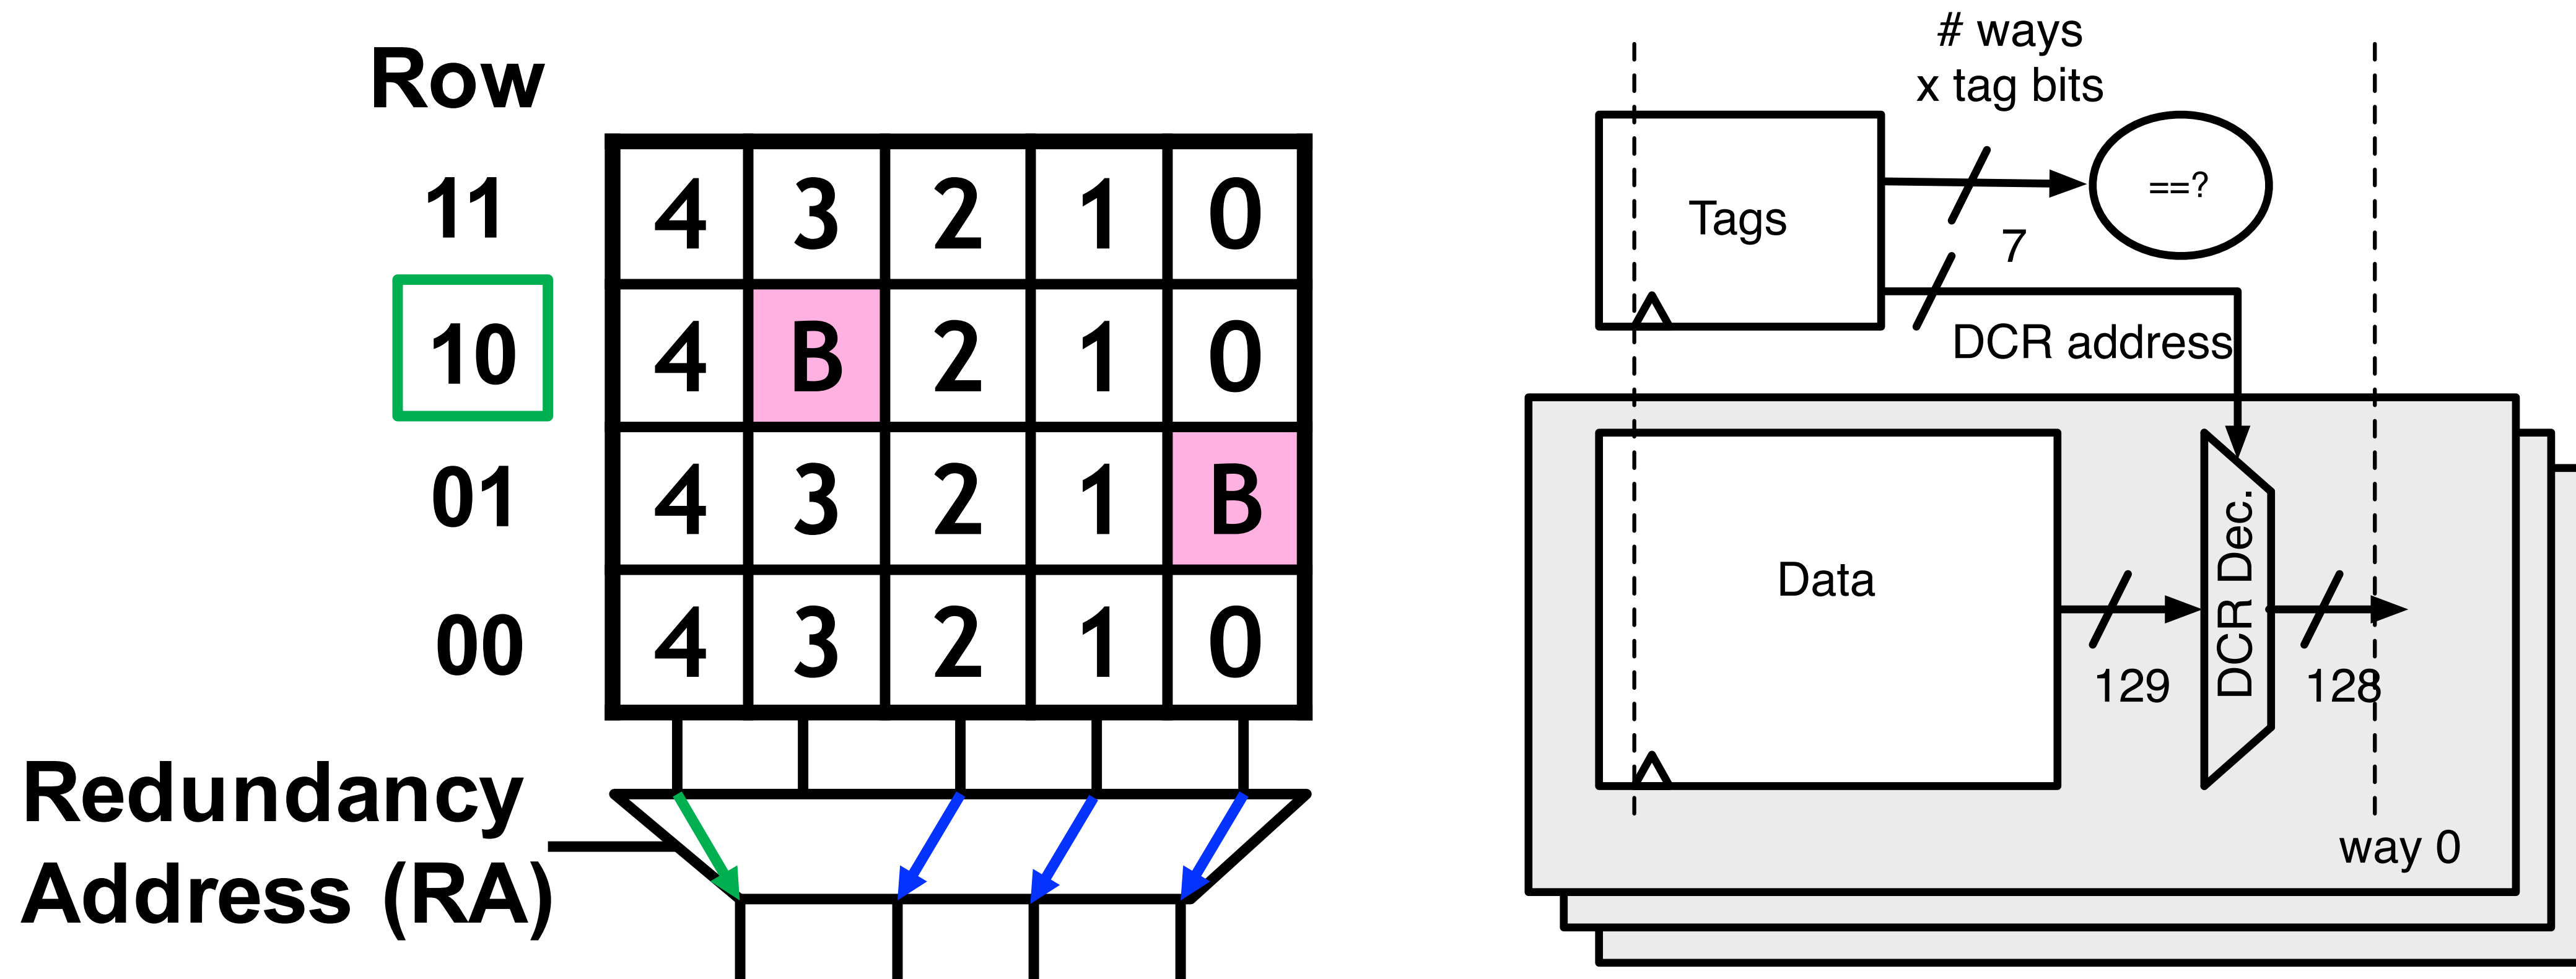 Row
11 4 3 2 1 0
10 4 B 2 1 0
01 4 3 2 1 B
00 4 3 2 1 0
Redundancy
Address (RA)
# ways
x tag bits
Tags
==?
7
DCR address
Data
DCR Dec.
129
128
way 0